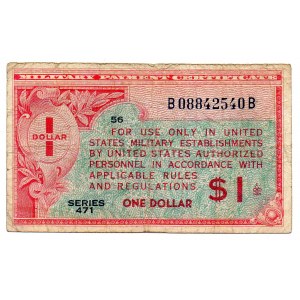 MILITARY PAYMENT CERTIFICATE
B08842540B
56
1
DOLLAR
FOR USE ONLY IN UNITED
STATES MILITARY ESTABLISHMENTS
BY UNITED STATES AUTHORIZED
PERSONNEL IN ACCORDANCE WITH
APPLICABLE RULES
AND REGULATIONS.
$1
SERIES
471
ONE DOLLAR